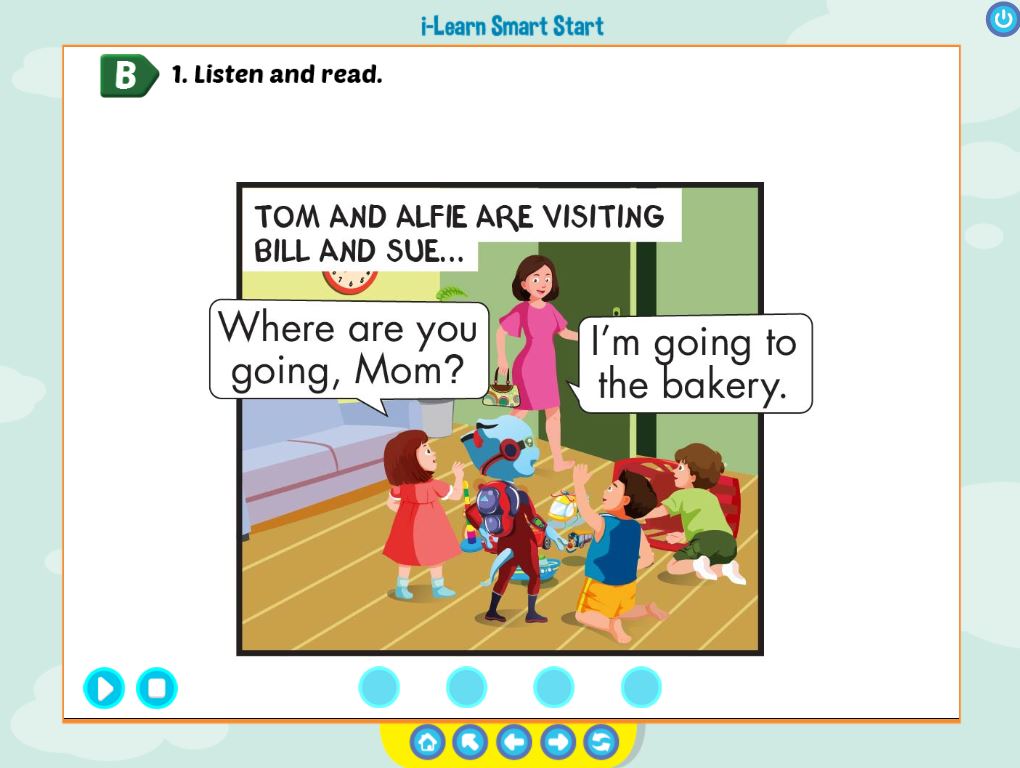 i-Learn Smart Start
B
1. Listen and read.
TOM AND ALFIE ARE VISITING
BILL AND SUE...
Where are you
going, Mom?
I'm going to
the bakery.